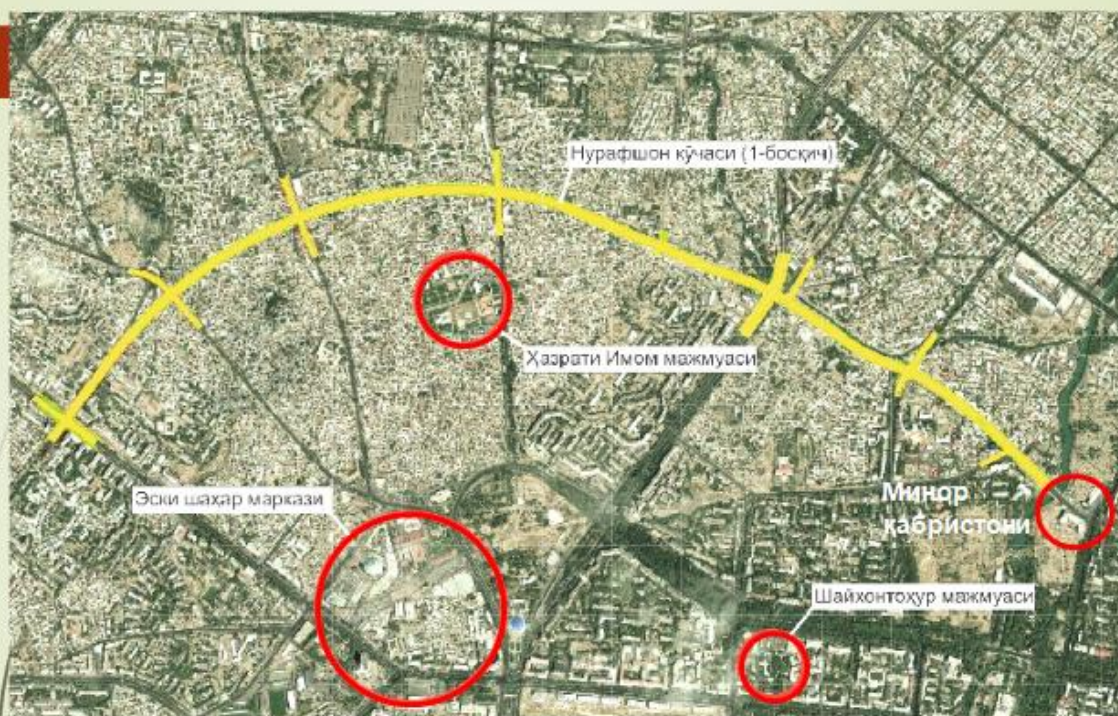 Нурафшон кўчаси (1-босқич)
Ҳазрати Имом мажмуаси
Эски шаҳар маркази
Минор
қабристони
Шайхонтоҳур мажмуаси